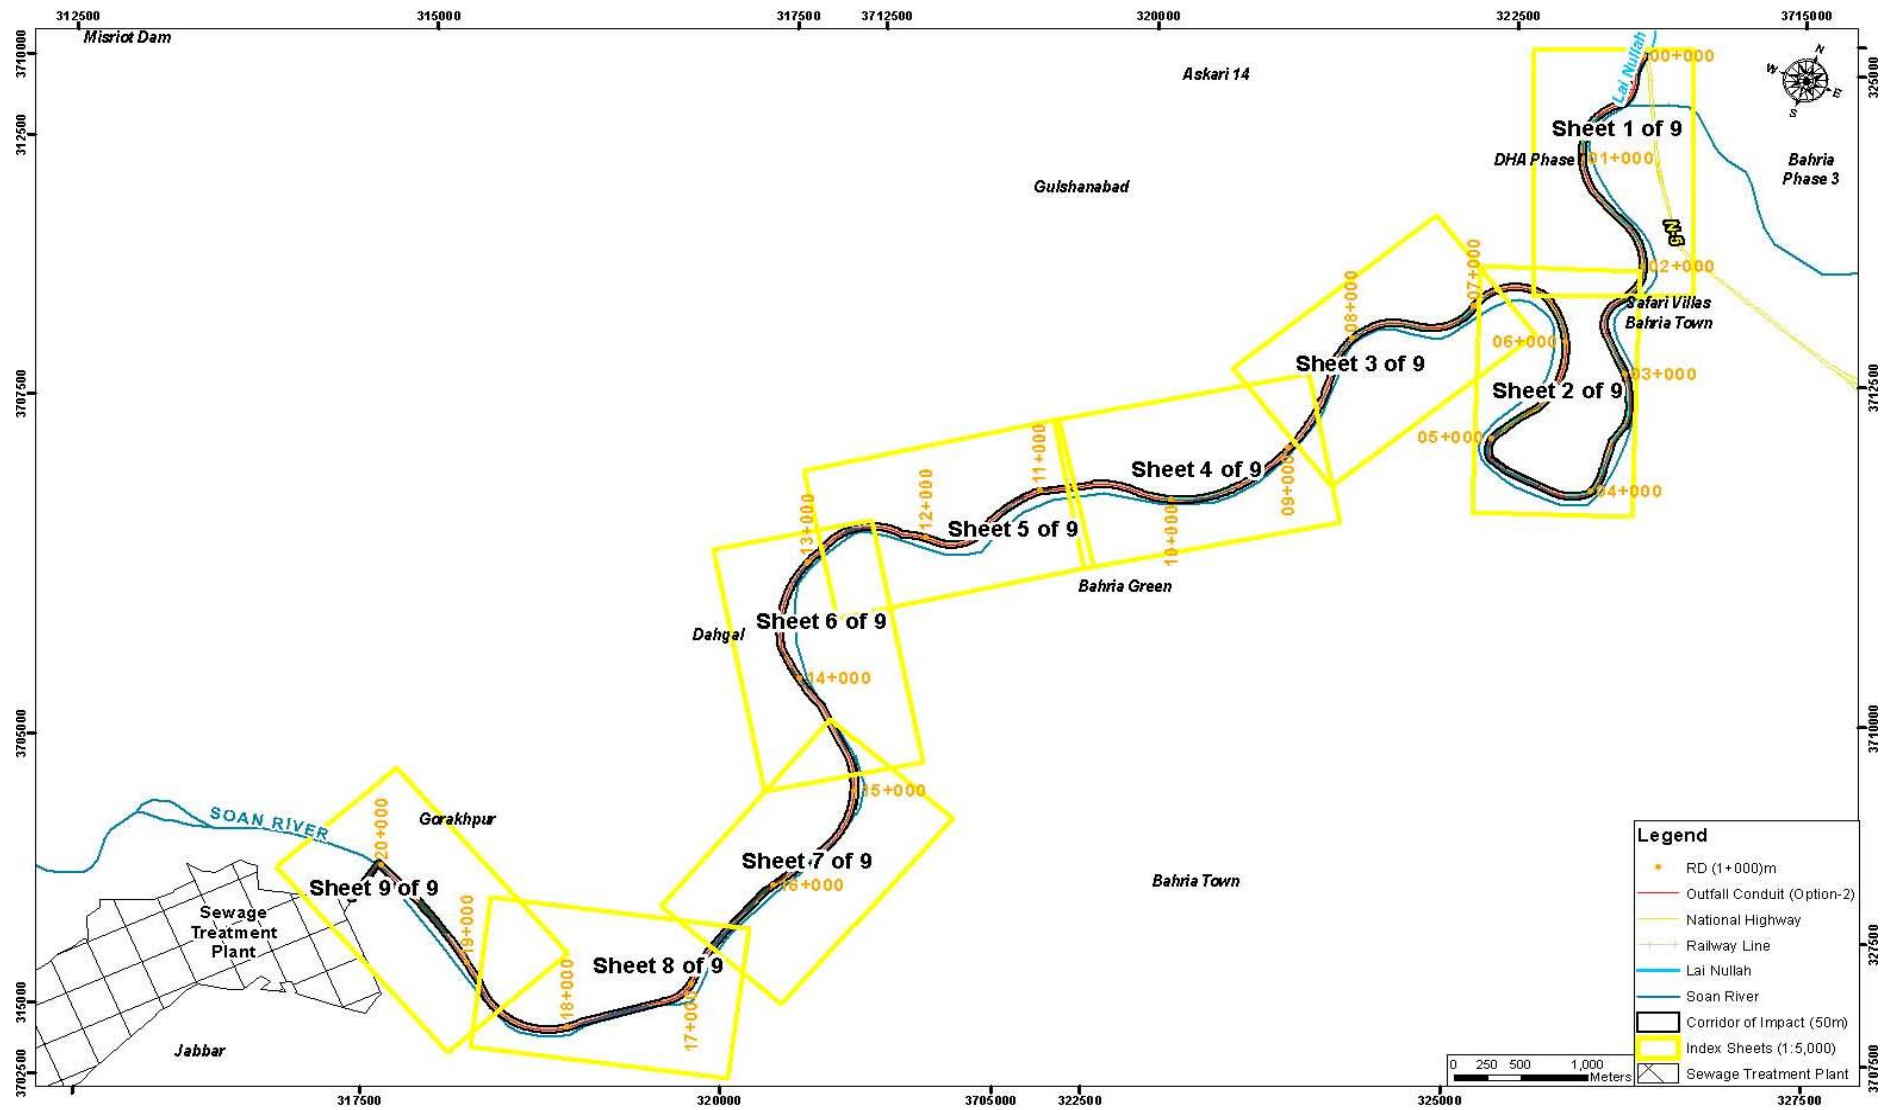 312500
315000
317500
3712500
320000
322500
3715000
Misriot Dam
3710000
312500
3707500
3705000
315000
3702500
Askari 14
Gulshanabad
Lai Nullah
00+000
N
W
E
S
325000
Sheet 1 of 9
DHA Phase
01+000
Bahria
Phase 3
N-5
02+000
Safari Villas
Bahria Town
07+000
08+000
06+000
Sheet 3 of 9
03+000
Sheet 2 of 9
3712500
05+000
04+000
11+000
Sheet 4 of 9
09+000
10+000
13+000
12+000
Sheet 5 of 9
Bahria Green
Sheet 6 of 9
Dahgal
14+000
3710000
15+000
SOAN RIVER
Gorakhpur
20+000
Sheet 7 of 9
16+000
Bahria Town
Sheet 9 of 9
Sewage
Treatment
Plant
19+000
Sheet 8 of 9
327500
18+000
17+000
Jabbar
3707500
Legend
RD (1+000)m
Outfall Conduit (Option-2)
National Highway
Railway Line
Lai Nullah
Soan River
Corridor of Impact (50m)
Index Sheets (1:5,000)
Sewage Treatment Plant
0 250 500 1,000
Meters
317500
320000
3705000
322500
325000
327500